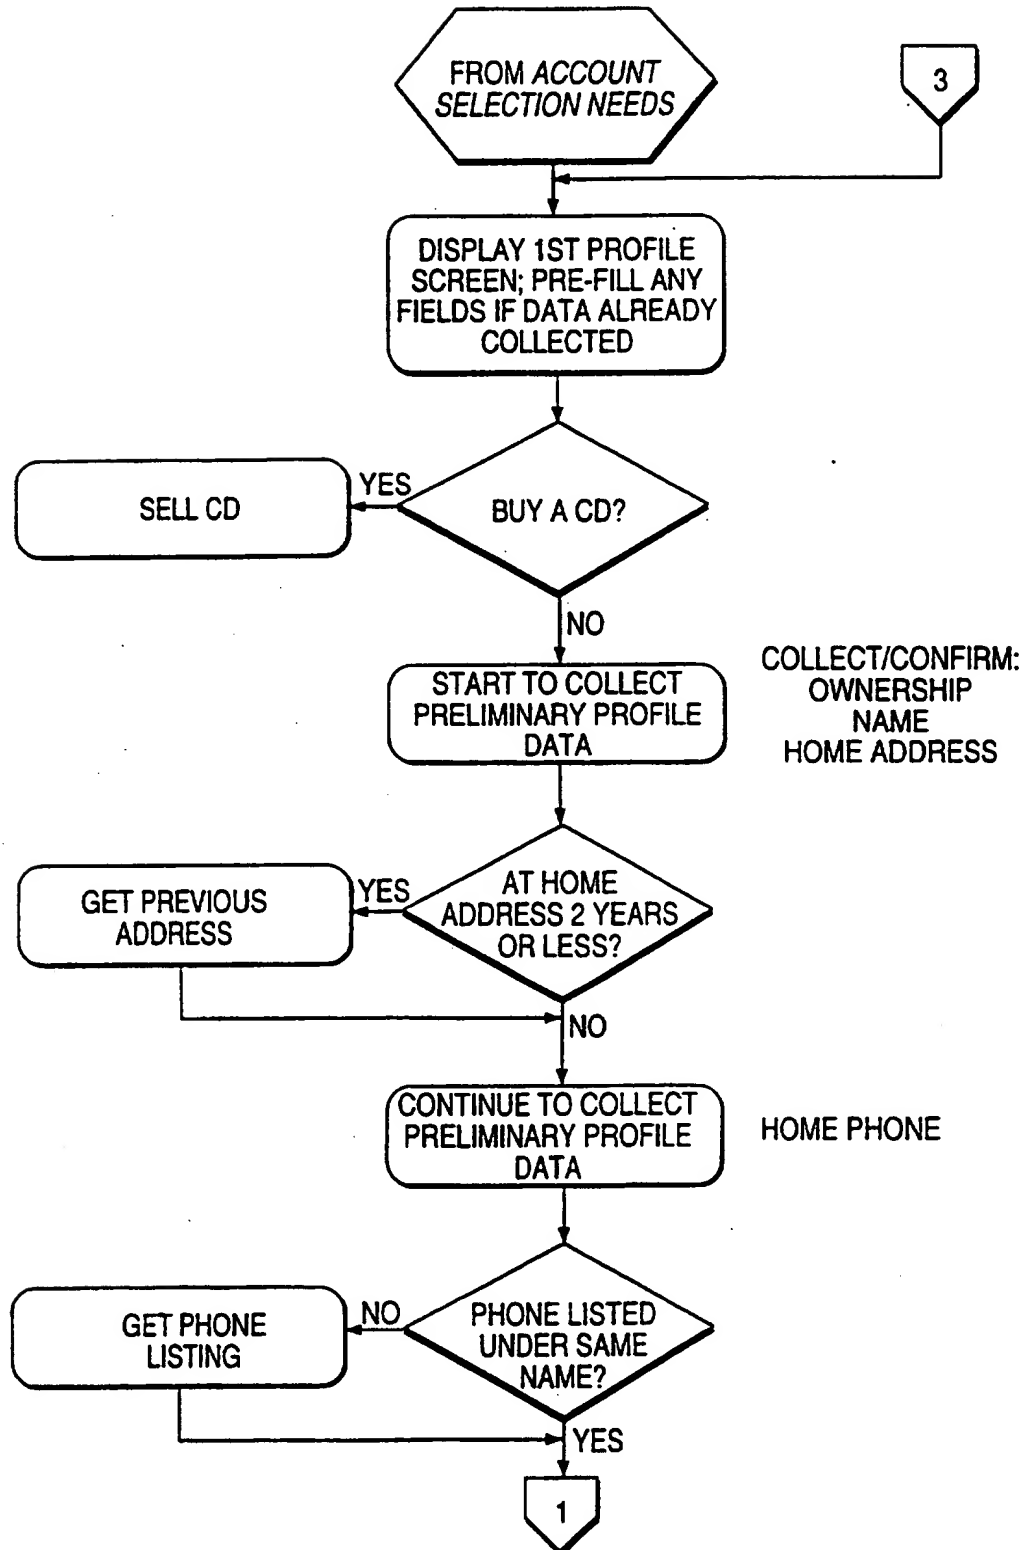 FROM ACCOUNT
SELECTION NEEDS
3
DISPLAY 1ST PROFILE
SCREEN; PRE-FILL ANY
FIELDS IF DATA ALREADY
COLLECTED
YES
SELL CD
BUY A CD?
NO
START TO COLLECT
PRELIMINARY PROFILE
DATA
COLLECT/CONFIRM:
OWNERSHIP
NAME
HOME ADDRESS
YES
GET PREVIOUS
ADDRESS
AT HOME
ADDRESS 2 YEARS
OR LESS?
NO
CONTINUE TO COLLECT
PRELIMINARY PROFILE
DATA
HOME PHONE
NO
GET PHONE
LISTING
PHONE LISTED
UNDER SAME
NAME?
YES
1